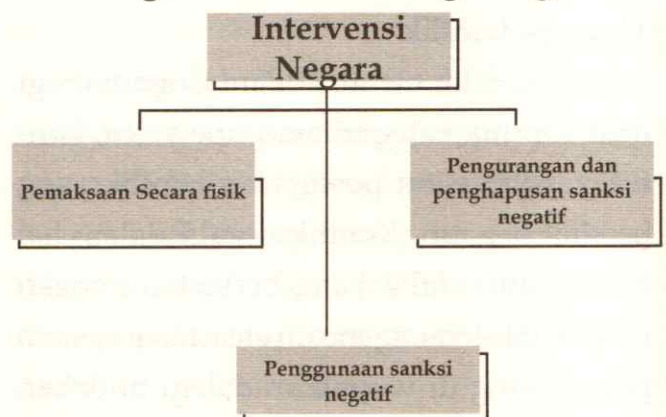 Intervensi
Negara
Pemaksaan Secara fisik
Pengurangan dan
penghapusan sanksi
negatif
Penggunaan sanksi
negatif